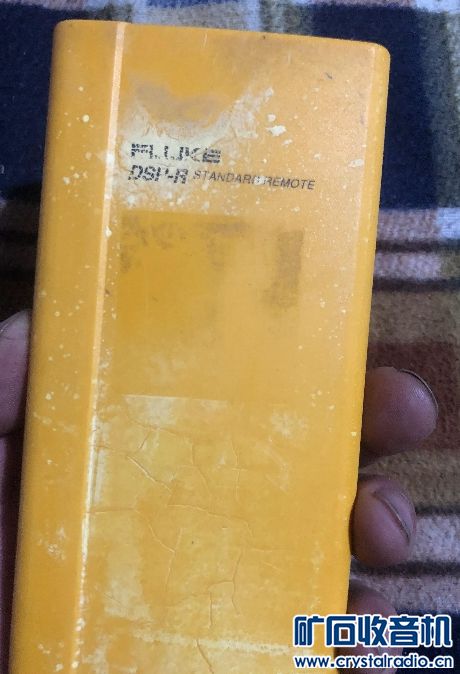 FLUKE
DSP-R STANDARD REMOTE
矿石收音机
www.crystalradio.cn